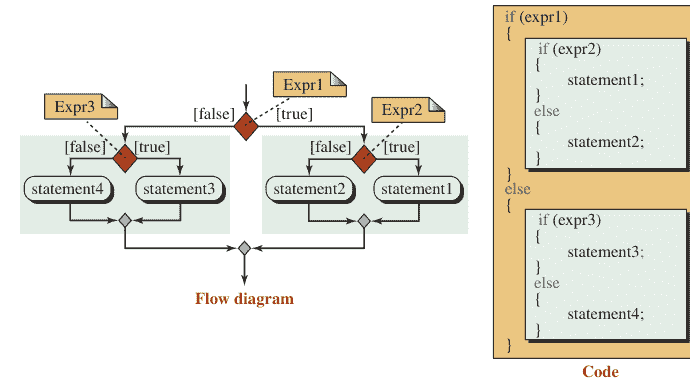 Expr1
Expr3
[false] [true]
Expr2
[false] [true]
[false] [true]
statement4
statement3
statement2
statement1
Flow diagram
if (expr1)
{
if (expr2)
{
statement1;
}
else
{
statement2;
}
}
else
{
if (expr3)
{
statement3;
}
else
{
statement4;
}
}
Code